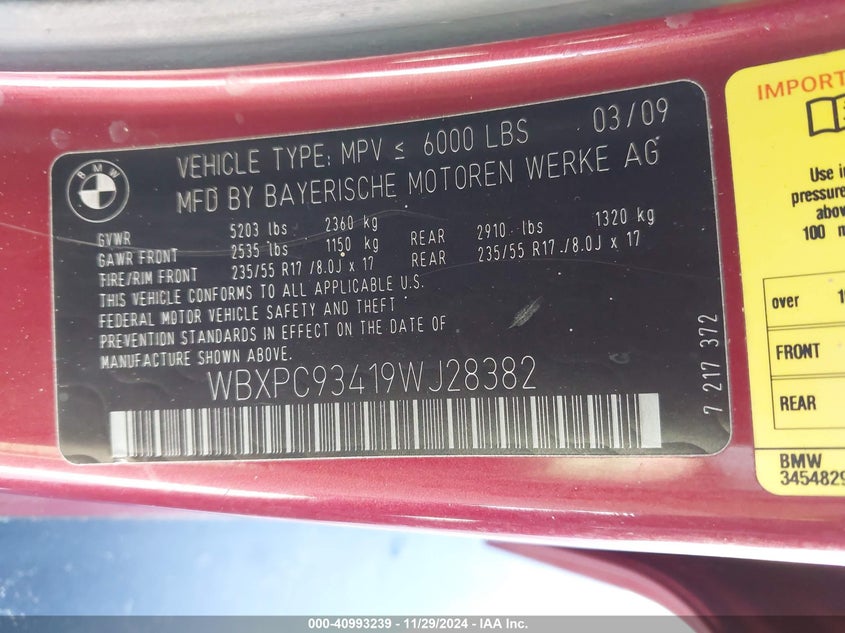 BMW
VEHICLE TYPE: MPV ≤ 6000 LBS 03/09
MFD BY BAYERISCHE MOTOREN WERKE AG
GVWR 5203 lbs 2360 kg
GAWR FRONT 2535 lbs 1150 kg REAR 2910 lbs 1320 kg
TIRE/RIM FRONT 235/55 R17 /8.0J x 17 REAR 235/55 R17 /8.0J x 17
THIS VEHICLE CONFORMS TO ALL APPLICABLE U.S.
FEDERAL MOTOR VEHICLE SAFETY AND THEFT
PREVENTION STANDARDS IN EFFECT ON THE DATE OF
MANUFACTURE SHOWN ABOVE
WBXPC93419WJ28382
7 217 372
IMPORT
Use in
pressure
above
100 m
over
FRONT
REAR
BMW
3454829
000-40993239 - 11/29/2024 - IAA Inc.